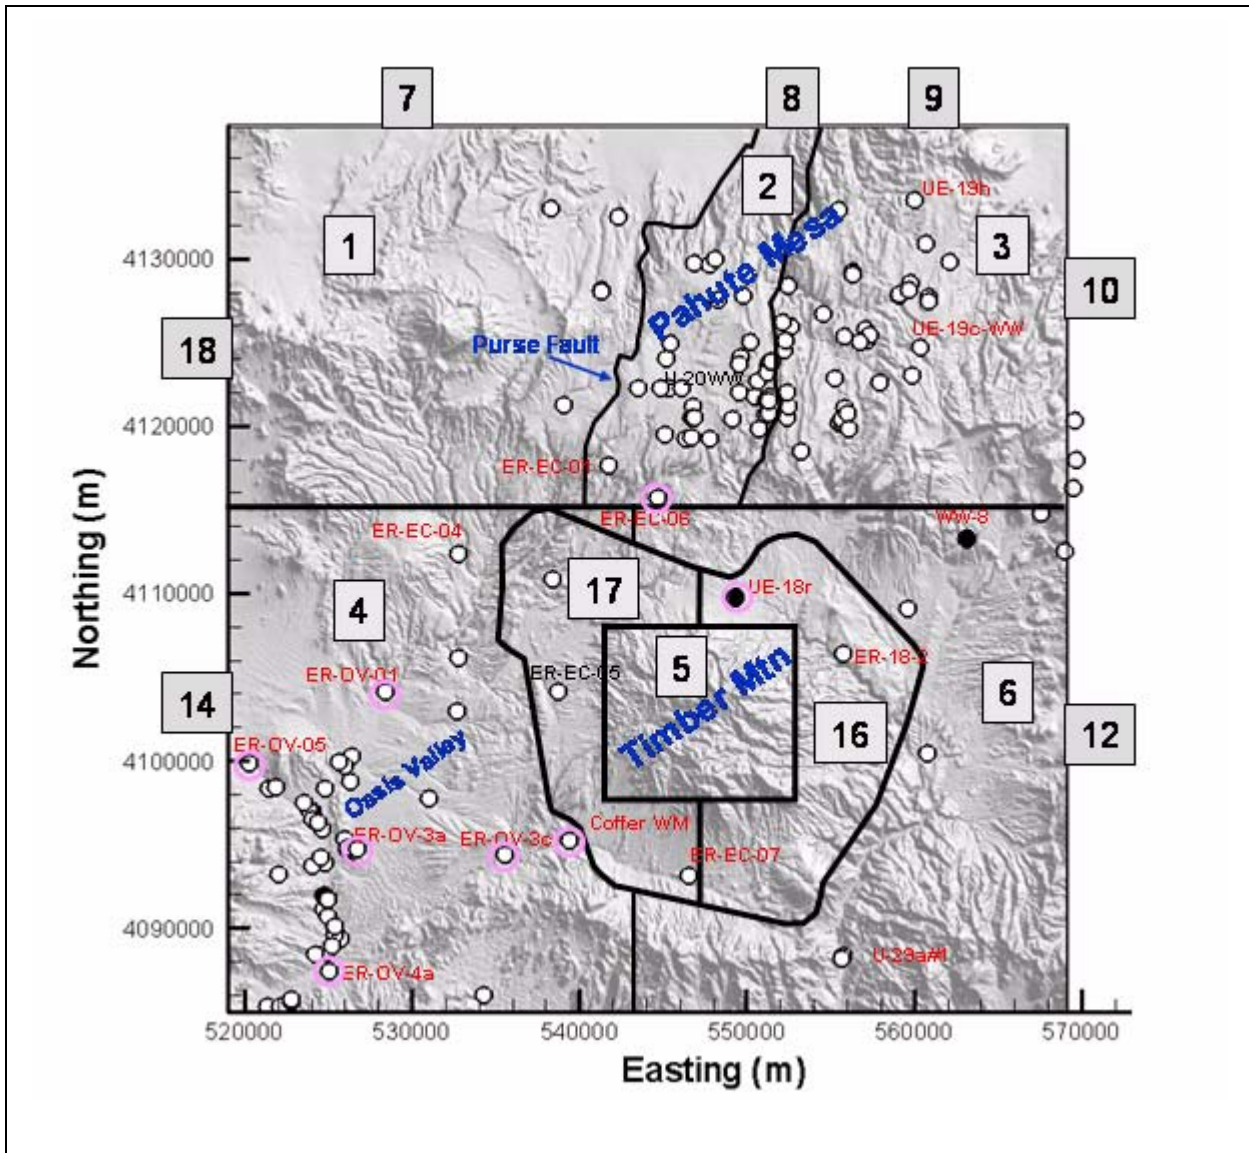 7
8
9
2
UE-19h
1
Pahute Mesa
3
4130000
10
UE-19c-WW
18
Purse Fault
U-20WW
4120000
ER-EC-01
ER-EC-06
WW-8
ER-EC-04
4110000
17
UE-18r
4
5
ER-EC-05
ER-18-2
ER-OV-01
6
14
Timber Mtn
16
12
ER-OV-05
4100000
Oasis Valley
Coffer WM
ER-OV-3a
ER-OV-3c
ER-EC-07
4090000
ER-OV-4a
520000
530000
540000
550000
560000
570000
Easting (m)
Northing (m)